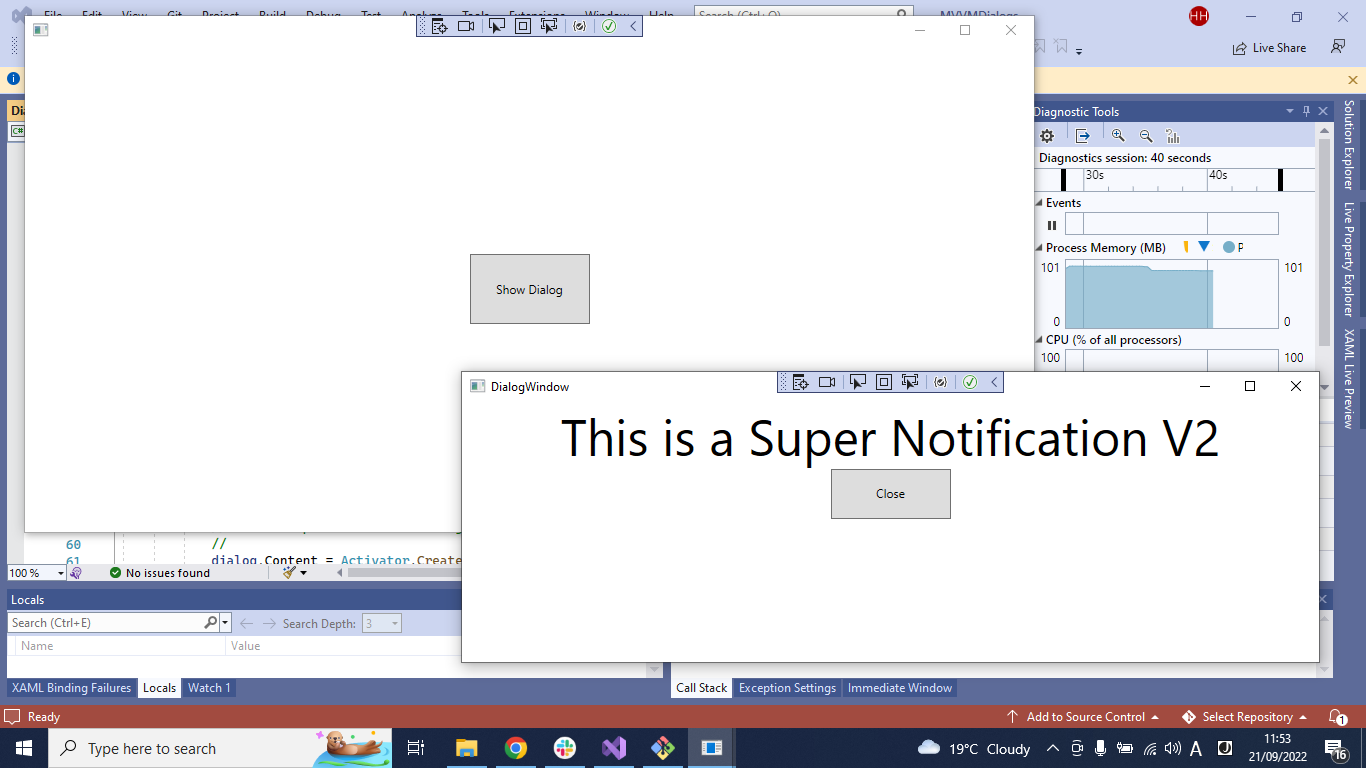 HH
Live Share
Dia
C#
Diagnostic Tools
Diagnostics session: 40 seconds
30s
40s
Events
Process Memory (MB)
P
101
101
0
0
CPU (% of all processors)
100
100
Solution Explorer
Live Property Explorer
XAML Live Preview
Show Dialog
DialogWindow
This is a Super Notification V2
Close
60
//
61
dialog.Content = Activator.Create
100 %
No issues found
Locals
Search (Ctrl+E)
Search Depth:
3
Name
Value
XAML Binding Failures
Locals
Watch 1
Call Stack
Exception Settings
Immediate Window
Ready
Add to Source Control
Select Repository
1
Type here to search
19°C Cloudy
A
J
11:53
21/09/2022
16